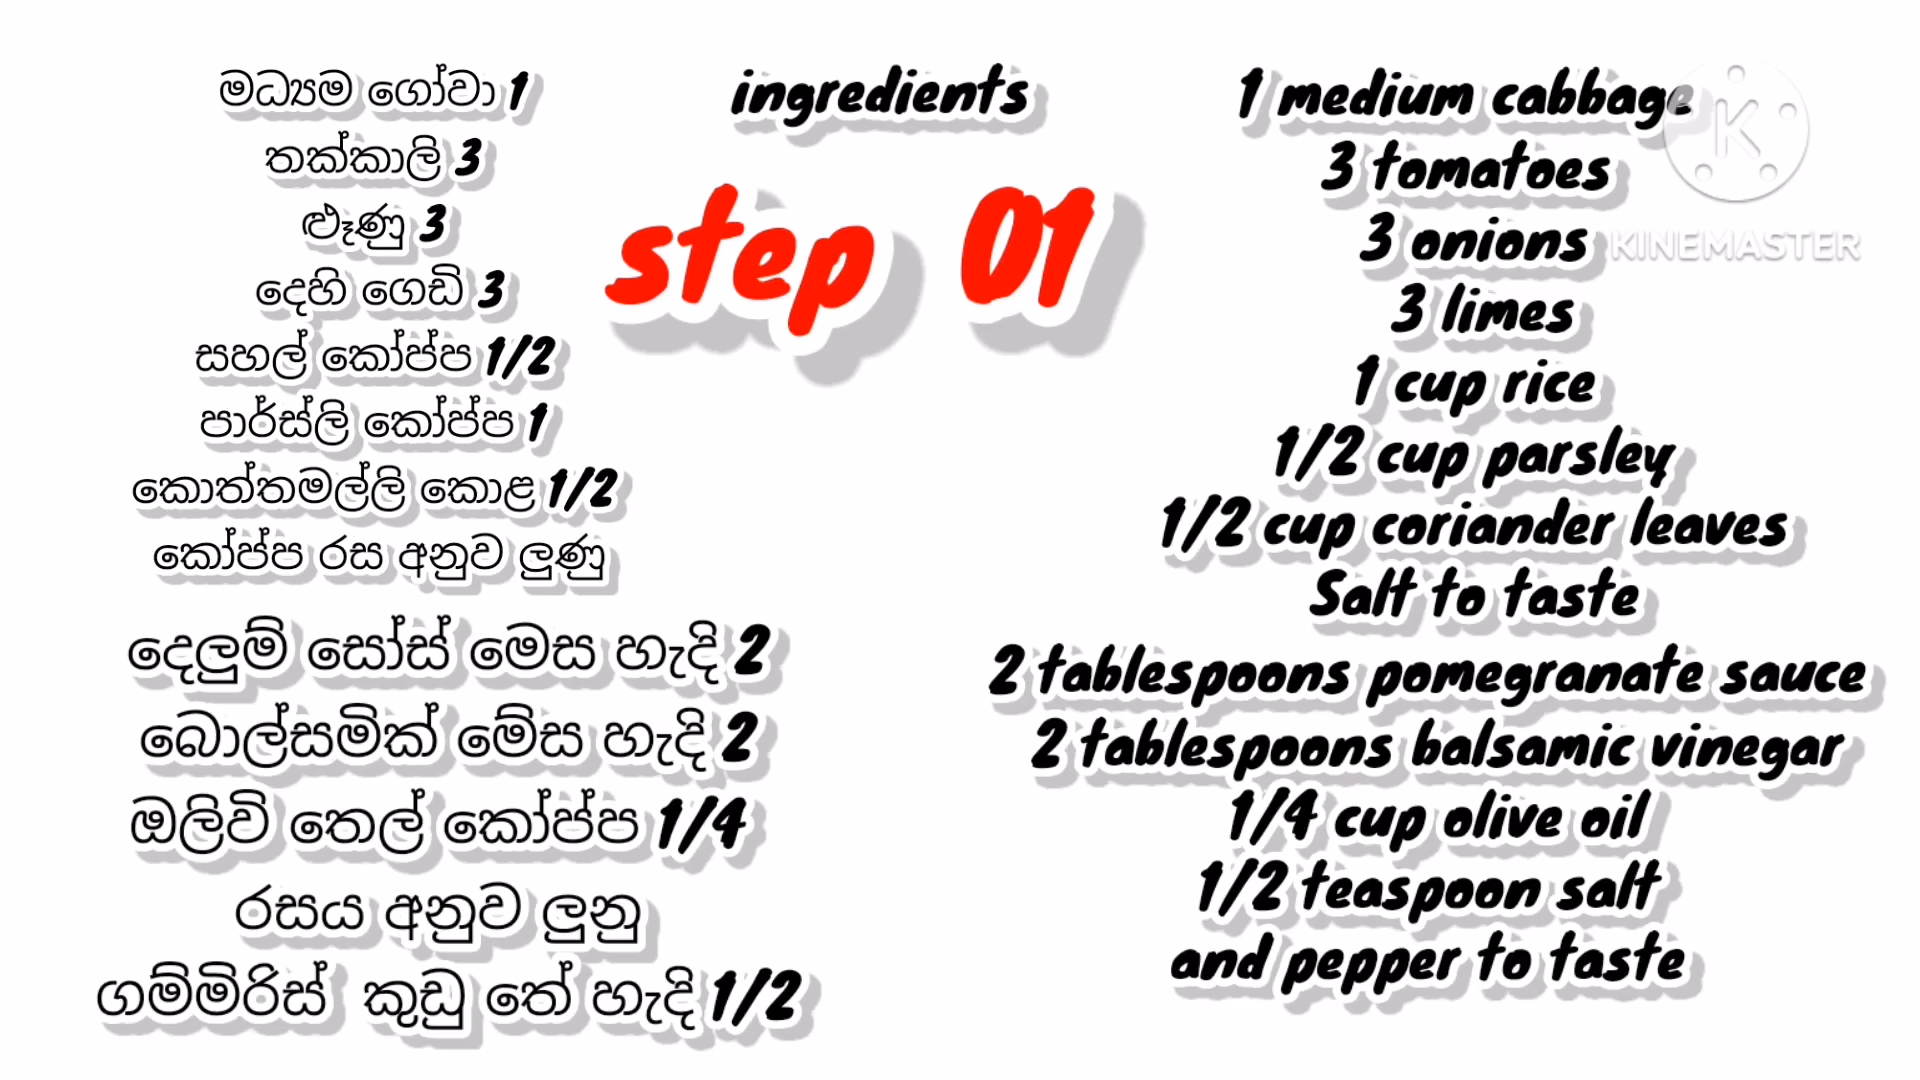 මධ්‍යම ගෝවා 1
තක්කාලි 3
ළූණු 3
දෙහි ගෙඩි 3
සහල් කෝප්ප 1/2
පාර්ස්ලි කෝප්ප 1
කොත්තමල්ලි කොළ 1/2
කෝප්ප රස අනුව ලුණු
දෙලුම් සෝස් මෙස හැදි 2
බොල්සමික් මේස හැදි 2
ඔලිව් තෙල් කෝප්ප 1/4
රසය අනුව ලුනු
ගම්මිරිස් කුඩු තේ හැදි 1/2
ingredients
step 01
1 medium cabbage
3 tomatoes
3 onions
3 limes
1 cup rice
1/2 cup parsley
1/2 cup coriander leaves
Salt to taste
2 tablespoons pomegranate sauce
2 tablespoons balsamic vinegar
1/4 cup olive oil
1/2 teaspoon salt
and pepper to taste
K
KINEMASTER